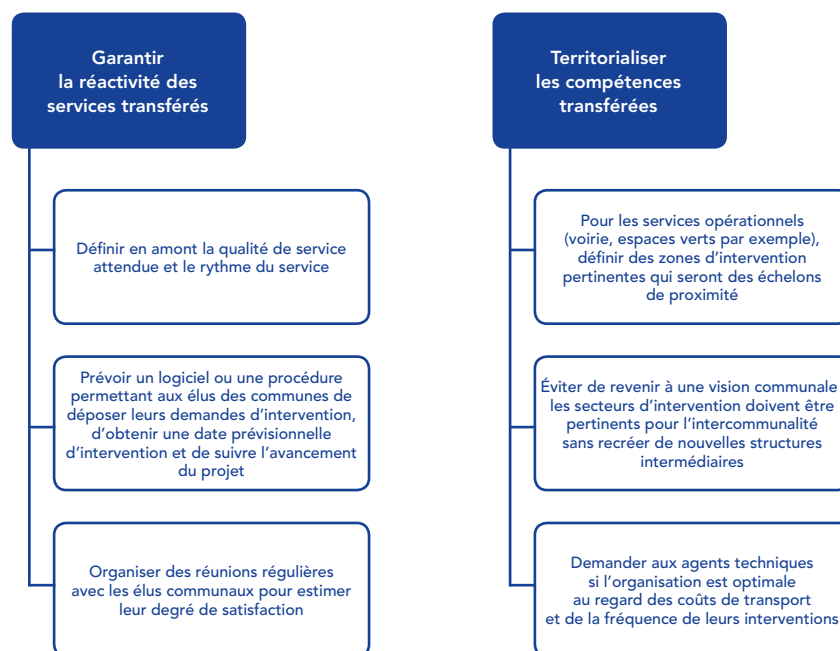 Garantir
la réactivité des
services transférés
Définir en amont la qualité de service
attendue et le rythme du service
Prévoir un logiciel ou une procédure
permettant aux élus des communes de
déposer leurs demandes d’intervention,
d’obtenir une date prévisionnelle
d’intervention et de suivre l’avancement
du projet
Organiser des réunions régulières
avec les élus communaux pour estimer
leur degré de satisfaction
Territorialiser
les compétences
transférées
Pour les services opérationnels
(voirie, espaces verts par exemple),
définir des zones d’intervention
pertinentes qui seront des échelons
de proximité
Éviter de revenir à une vision communale
les secteurs d’intervention doivent être
pertinents pour l’intercommunalité
sans recréer de nouvelles structures
intermédiaires
Demander aux agents techniques
si l’organisation est optimale
au regard des coûts de transport
et de la fréquence de leurs interventions